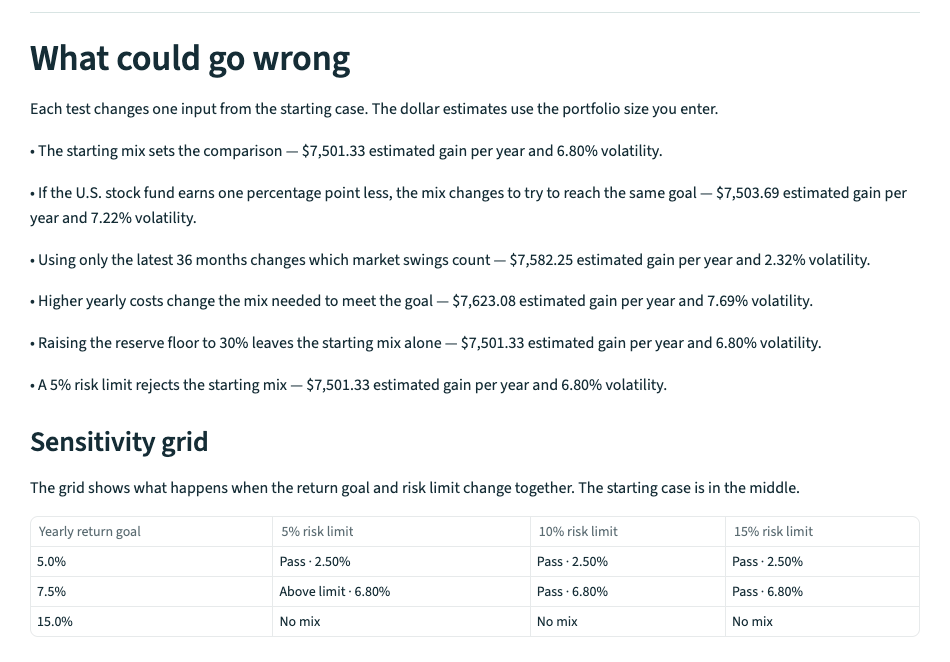 What could go wrong
Each test changes one input from the starting case. The dollar estimates use the portfolio size you enter.
• The starting mix sets the comparison — $7,501.33 estimated gain per year and 6.80% volatility.
• If the U.S. stock fund earns one percentage point less, the mix changes to try to reach the same goal — $7,503.69 estimated gain per
year and 7.22% volatility.
• Using only the latest 36 months changes which market swings count — $7,582.25 estimated gain per year and 2.32% volatility.
• Higher yearly costs change the mix needed to meet the goal — $7,623.08 estimated gain per year and 7.69% volatility.
• Raising the reserve floor to 30% leaves the starting mix alone — $7,501.33 estimated gain per year and 6.80% volatility.
• A 5% risk limit rejects the starting mix — $7,501.33 estimated gain per year and 6.80% volatility.
Sensitivity grid
The grid shows what happens when the return goal and risk limit change together. The starting case is in the middle.
Yearly return goal 5% risk limit 10% risk limit 15% risk limit
5.0% Pass · 2.50% Pass · 2.50% Pass · 2.50%
7.5% Above limit · 6.80% Pass · 6.80% Pass · 6.80%
15.0% No mix No mix No mix